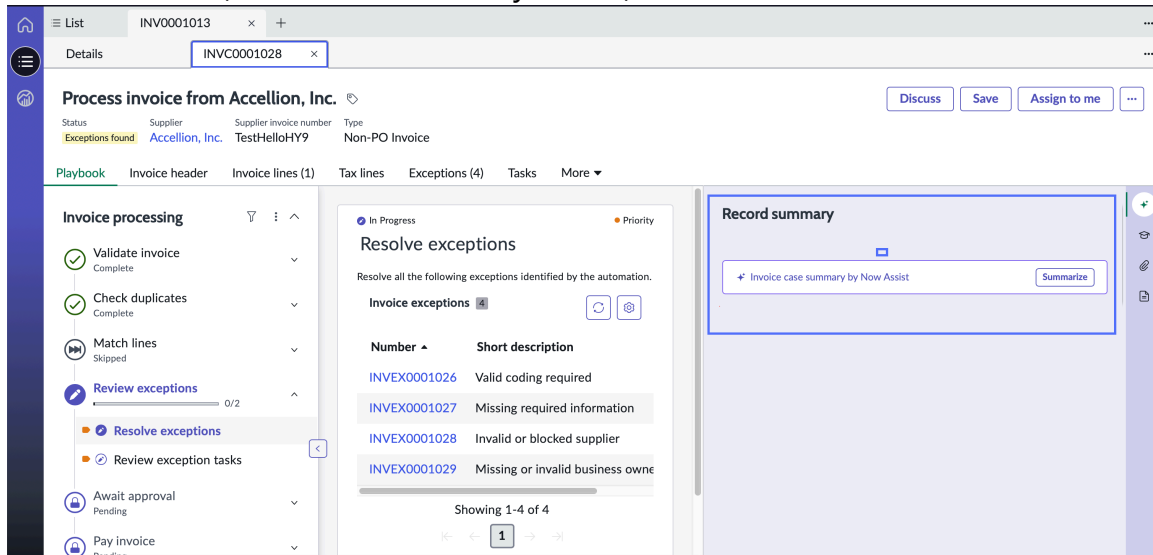 List
INV0001013
Details
INVC0001028
Process invoice from Accellion, Inc.
Discuss
Save
Assign to me
Status
Supplier
Supplier invoice number
Type
Exceptions found
Accellion, Inc.
TestHelloHY9
Non-PO Invoice
Playbook
Invoice header
Invoice lines (1)
Tax lines
Exceptions (4)
Tasks
More
Invoice processing
Validate invoice
Complete
Check duplicates
Complete
Match lines
Skipped
Review exceptions
0/2
Resolve exceptions
Review exception tasks
Await approval
Pending
Pay invoice
In Progress
Priority
Resolve exceptions
Resolve all the following exceptions identified by the automation.
Invoice exceptions 4
Number
Short description
INVEX0001026 Valid coding required
INVEX0001027 Missing required information
INVEX0001028 Invalid or blocked supplier
INVEX0001029 Missing or invalid business owne
Showing 1-4 of 4
1
Record summary
Invoice case summary by Now Assist
Summarize